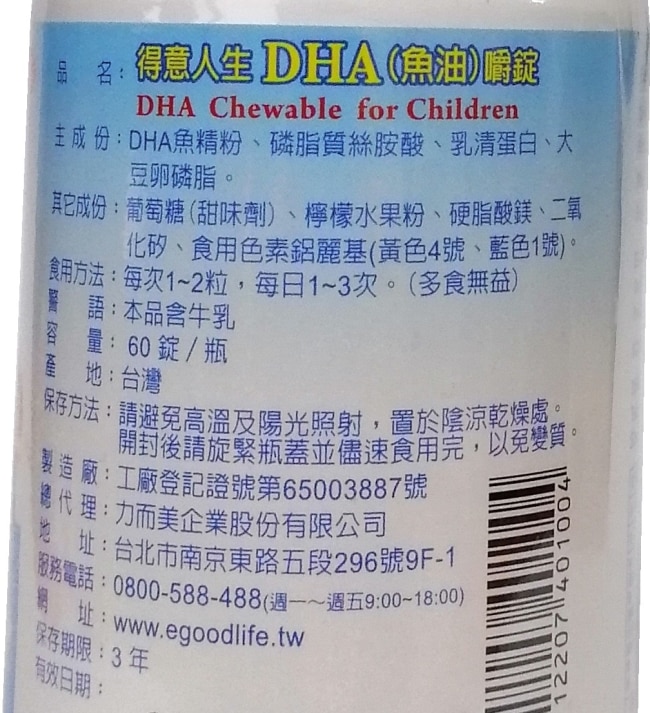 品 名：得意人生 DHA(魚油)嚼錠
DHA Chewable for Children
主成份：DHA魚精粉、磷脂質絲胺酸、乳清蛋白、大
豆卵磷脂。
其它成份：葡萄糖(甜味劑)、檸檬水果粉、硬脂酸鎂、二氧
化矽、食用色素鋁麗基(黃色4號、藍色1號)。
食用方法：每次1~2粒，每日1~3次。(多食無益)
警 語：本品含牛乳
容 量：60 錠 / 瓶
產 地：台灣
保存方法：請避免高溫及陽光照射，置於陰涼乾燥處。
開封後請旋緊瓶蓋並儘速食用完，以免變質。
製造廠：工廠登記證號第65003887號
總代理：力而美企業股份有限公司
地 址：台北市南京東路五段296號9F-1
服務電話：0800-588-488(週一～週五9:00~18:00)
網 址：www.egoodlife.tw
保存期限：3 年
有效日期：
12207 401004